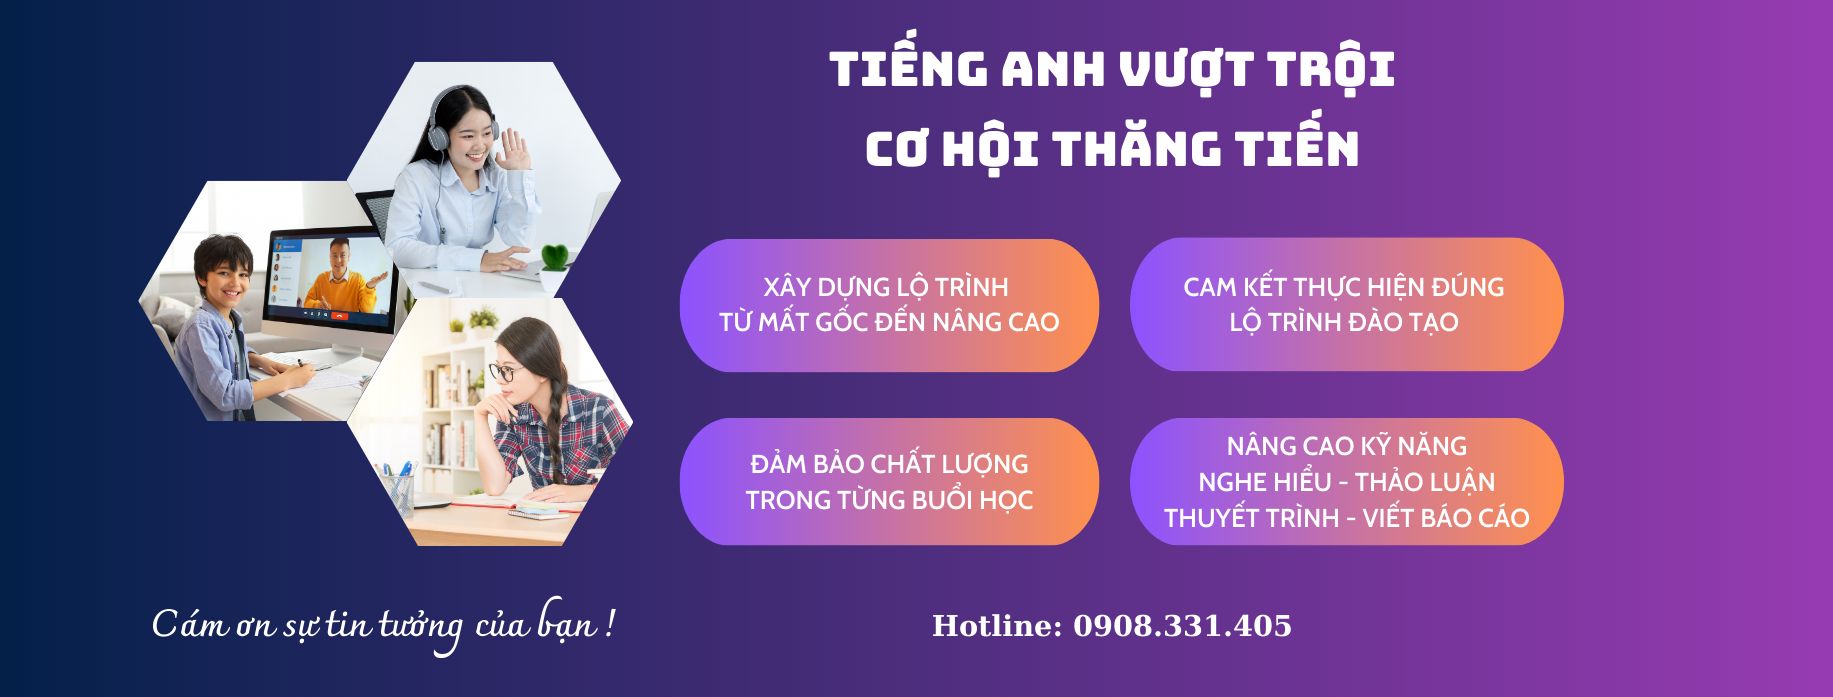 TIẾNG ANH VƯỢT TRỘI
CƠ HỘI THĂNG TIẾN
XÂY DỰNG LỘ TRÌNH
TỪ MẤT GỐC ĐẾN NÂNG CAO
CAM KẾT THỰC HIỆN ĐÚNG
LỘ TRÌNH ĐÀO TẠO
ĐẢM BẢO CHẤT LƯỢNG
TRONG TỪNG BUỔI HỌC
NÂNG CAO KỸ NĂNG
NGHE HIỂU - THẢO LUẬN
THUYẾT TRÌNH - VIẾT BÁO CÁO
Cám ơn sự tin tưởng của bạn !
Hotline: 0908.331.405